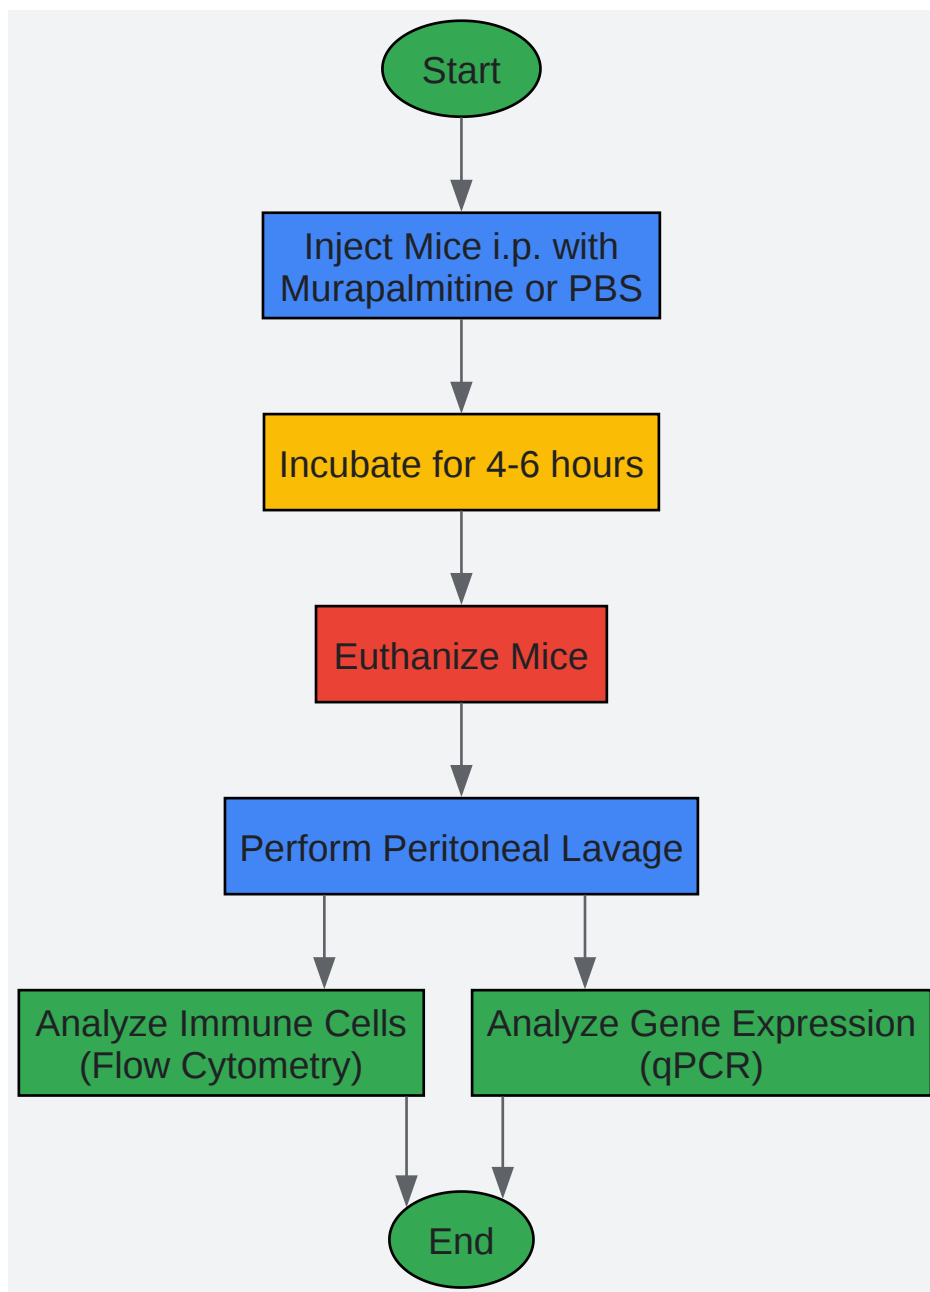 Start
Inject Mice i.p. with
Murapalmitine or PBS
Incubate for 4-6 hours
Euthanize Mice
Perform Peritoneal Lavage
Analyze Immune Cells
(Flow Cytometry)
Analyze Gene Expression
(qPCR)
End